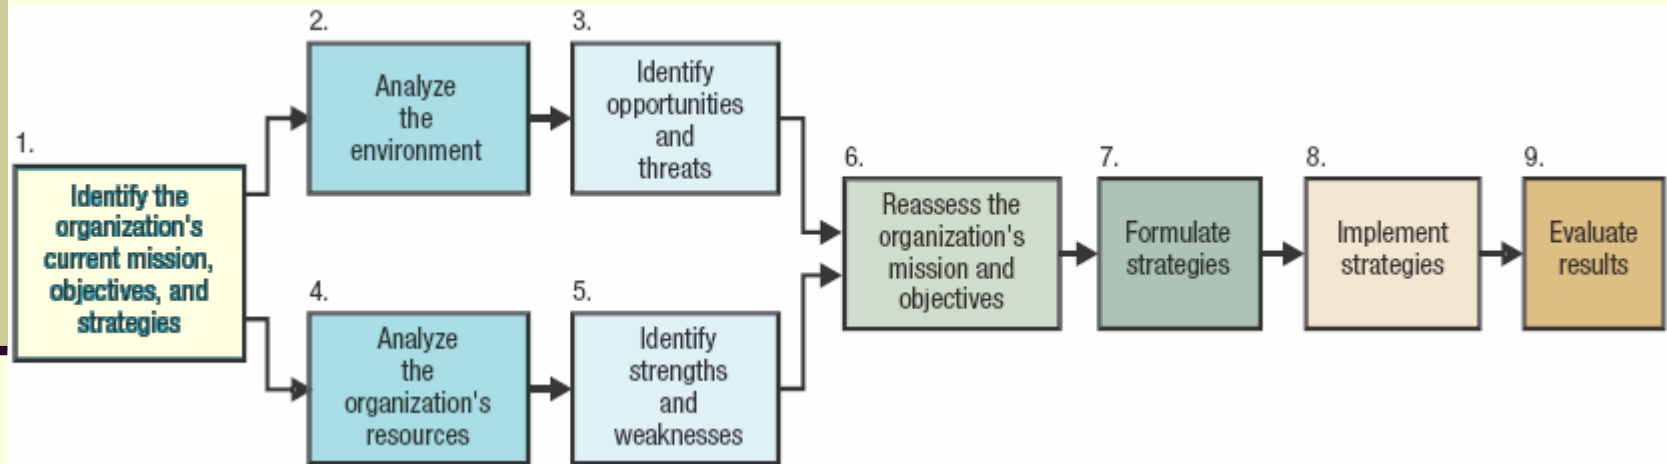 1.
Identify the
organization's
current mission,
objectives, and
strategies
2.
Analyze
the
environment
3.
Identify
opportunities
and
threats
4.
Analyze
the
organization's
resources
5.
Identify
strengths
and
weaknesses
6.
Reassess the
organization's
mission and
objectives
7.
Formulate
strategies
8.
Implement
strategies
9.
Evaluate
results